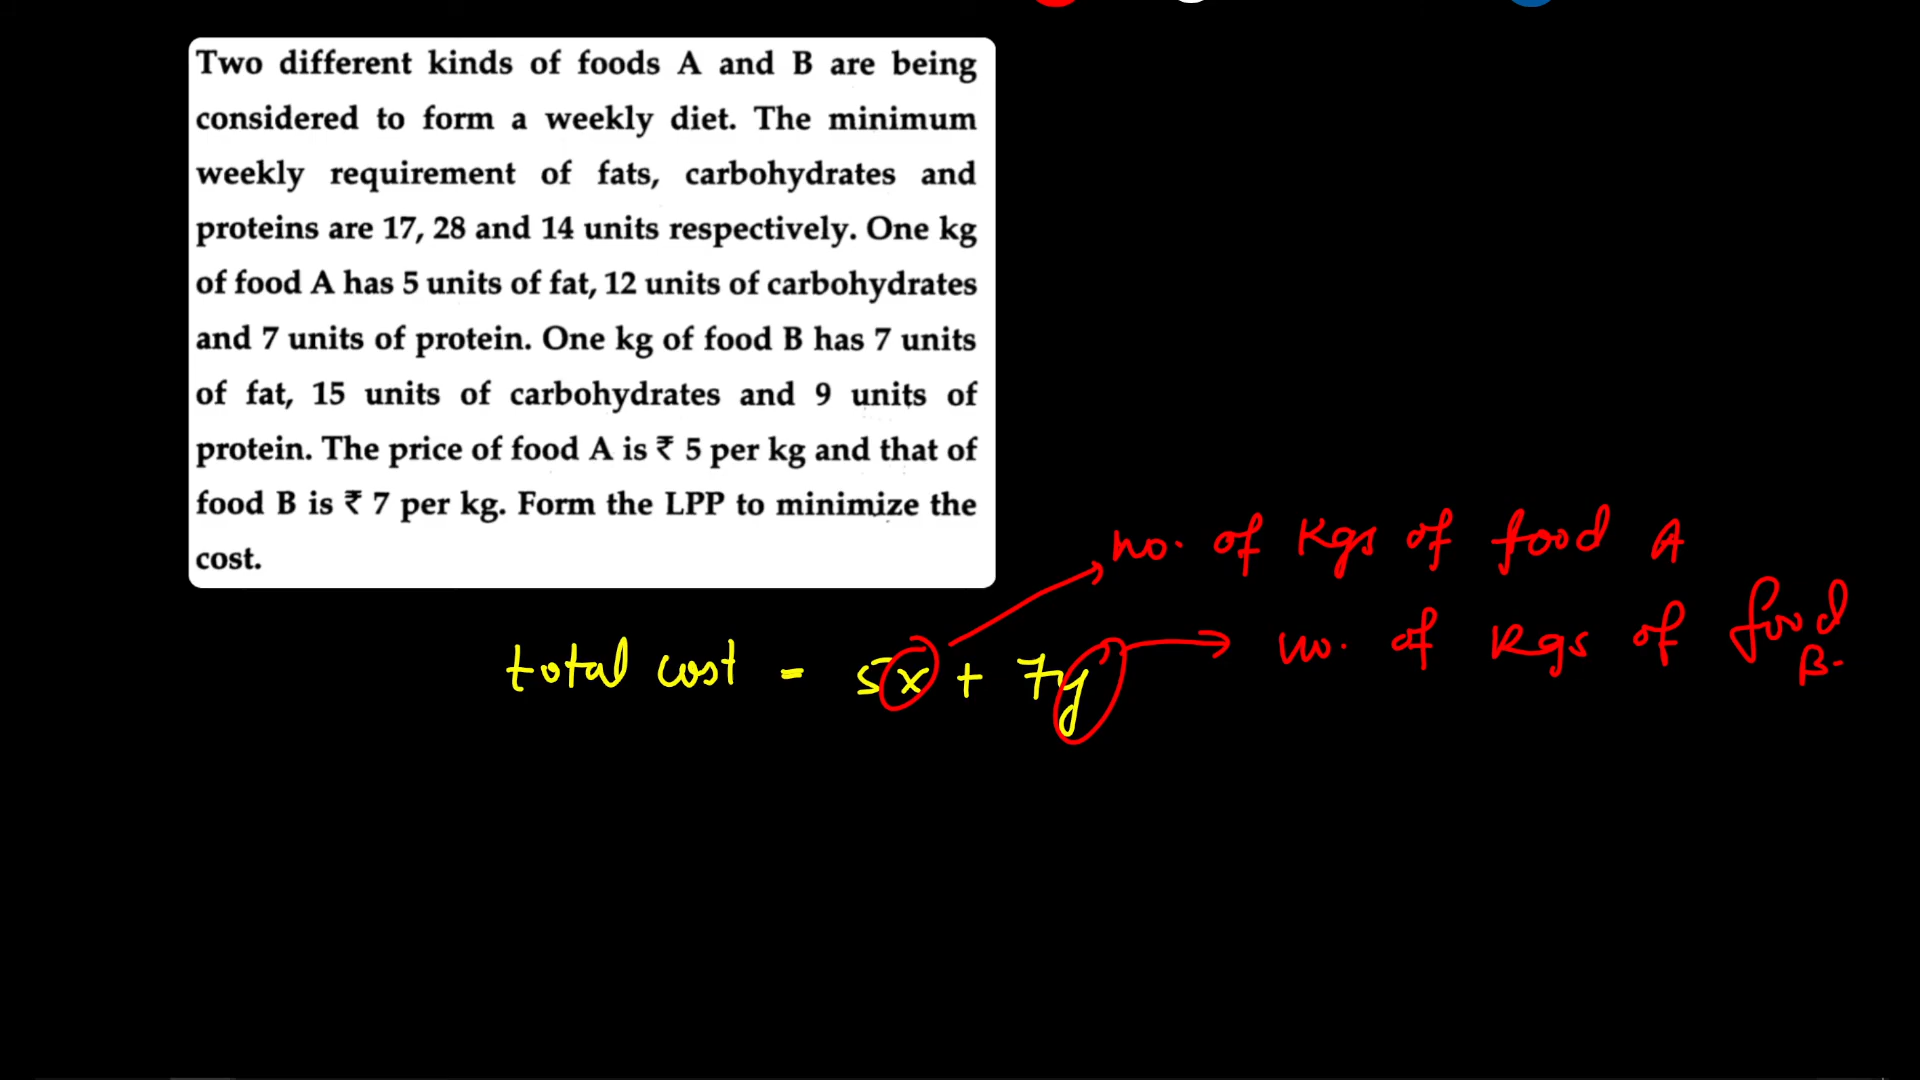 Two different kinds of foods A and B are being
considered to form a weekly diet. The minimum
weekly requirement of fats, carbohydrates and
proteins are 17, 28 and 14 units respectively. One kg
of food A has 5 units of fat, 12 units of carbohydrates
and 7 units of protein. One kg of food B has 7 units
of fat, 15 units of carbohydrates and 9 units of
protein. The price of food A is ₹ 5 per kg and that of
food B is ₹ 7 per kg. Form the LPP to minimize the
cost.
no. of Kgs of food A
total cost = 5x + 7y
no. of Kgs of food
B-